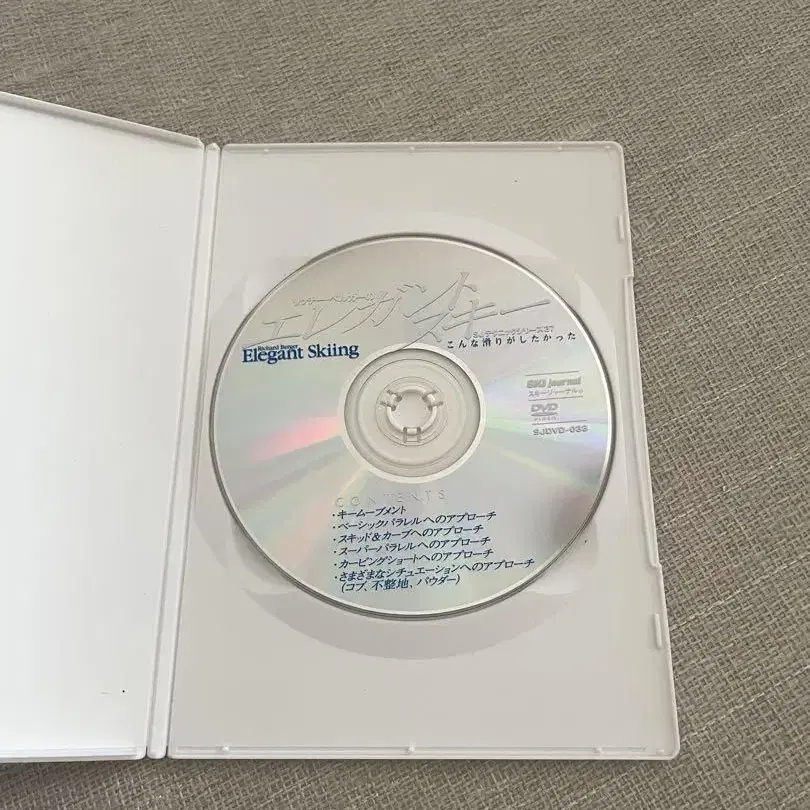 リヒャルト・ベルガーの
エレガントスキー
Richard Berger
Elegant Skiing
SJテクニックシリーズ37
こんな滑りがしたかった
SKI journal
スキージャーナル
DVD
VIDEO
SJDVD-033
CONTENTS
・キームーブメント
・ベーシックパラレルへのアプローチ
・スキッド&カーブへのアプローチ
・スーパーパラレルへのアプローチ
・カービングショートへのアプローチ
・さまざまなシチュエーションへのアプローチ
(コブ、不整地、パウダー)